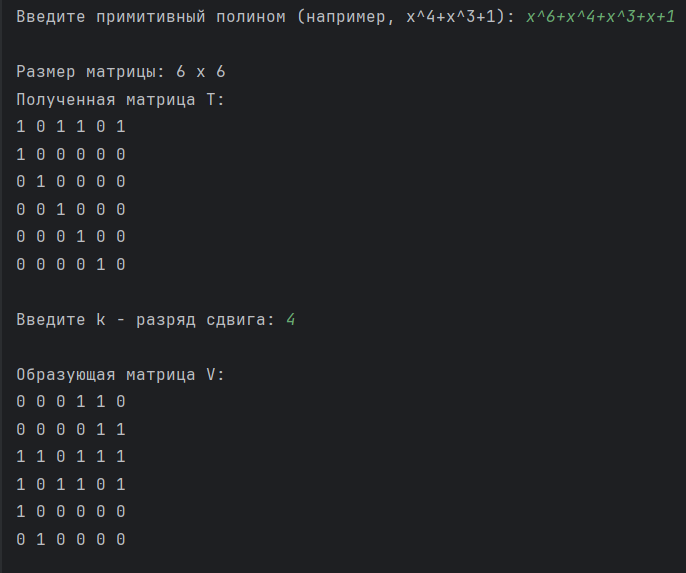 Введите примитивный полином (например, x^4+x^3+1): x^6+x^4+x^3+x+1
Размер матрицы: 6 x 6
Полученная матрица T:
1 0 1 1 0 1
1 0 0 0 0 0
0 1 0 0 0 0
0 0 1 0 0 0
0 0 0 1 0 0
0 0 0 0 1 0
Введите k - разряд сдвига: 4
Образующая матрица V:
0 0 0 1 1 0
0 0 0 0 1 1
1 1 0 1 1 1
1 0 1 1 0 1
1 0 0 0 0 0
0 1 0 0 0 0